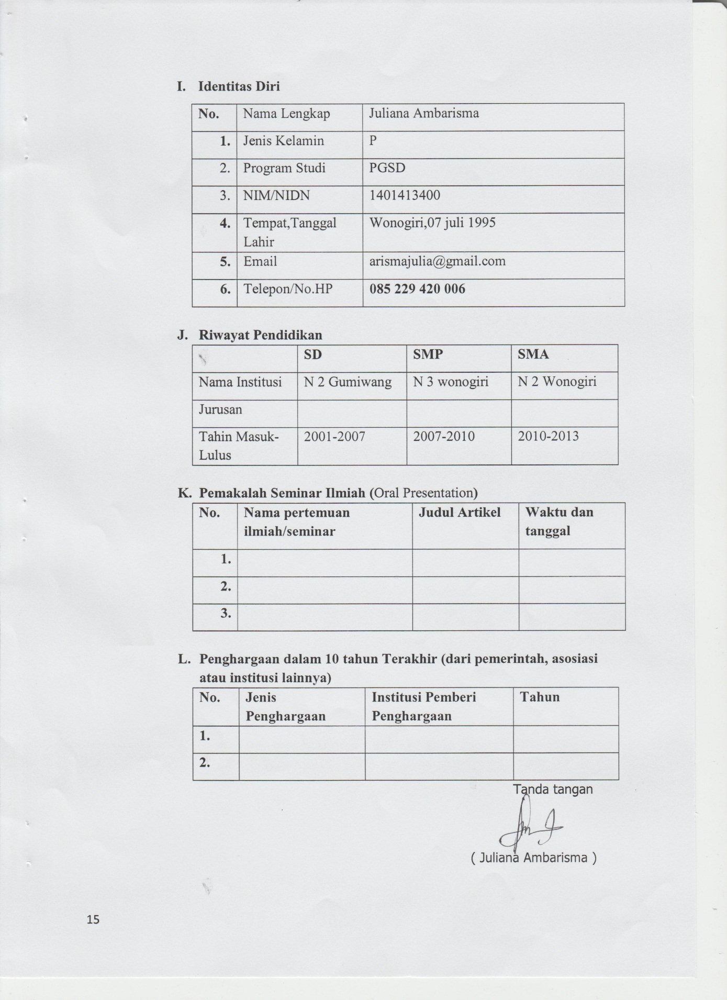 I. Identitas Diri
No. Nama Lengkap Juliana Ambarisma
1. Jenis Kelamin P
2. Program Studi PGSD
3. NIM/NIDN 1401413400
4. Tempat,Tanggal Wonogiri,07 juli 1995
Lahir
5. Email arismajulia@gmail.com
6. Telepon/No.HP 085 229 420 006
J. Riwayat Pendidikan
SD SMP SMA
Nama Institusi N 2 Gumiwang N 3 wonogiri N 2 Wonogiri
Jurusan
Tahin Masuk- 2001-2007 2007-2010 2010-2013
Lulus
K. Pemakalah Seminar Ilmiah (Oral Presentation)
No. Nama pertemuan Judul Artikel Waktu dan
ilmiah/seminar tanggal
1.
2.
3.
L. Penghargaan dalam 10 tahun Terakhir (dari pemerintah, asosiasi
atau institusi lainnya)
No. Jenis Institusi Pemberi Tahun
Penghargaan Penghargaan
1.
2.
Tanda tangan
( Juliana Ambarisma )
15